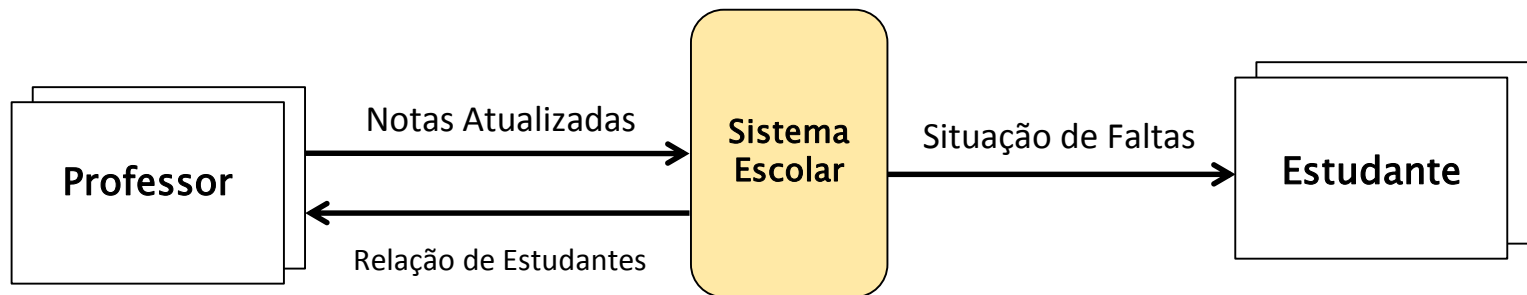 Professor
Notas Atualizadas
Relação de Estudantes
Sistema
Escolar
Situação de Faltas
Estudante